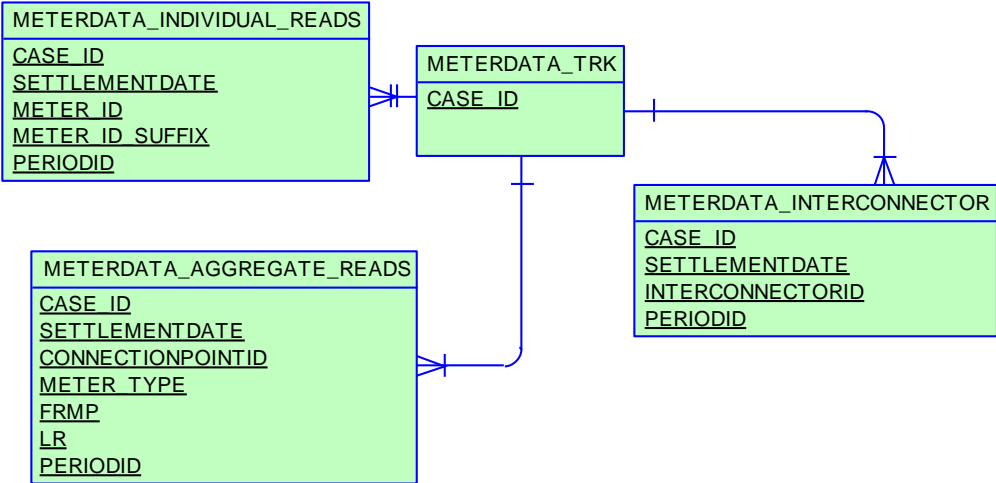 METERDATA_INDIVIDUAL_READS
CASE_ID
SETTLEMENTDATE
METER_ID
METER_ID_SUFFIX
PERIODID
METERDATA_TRK
CASE_ID
METERDATA_INTERCONNECTOR
CASE_ID
SETTLEMENTDATE
INTERCONNECTORID
PERIODID
METERDATA_AGGREGATE_READS
CASE_ID
SETTLEMENTDATE
CONNECTIONPOINTID
METER_TYPE
FRMP
LR
PERIODID